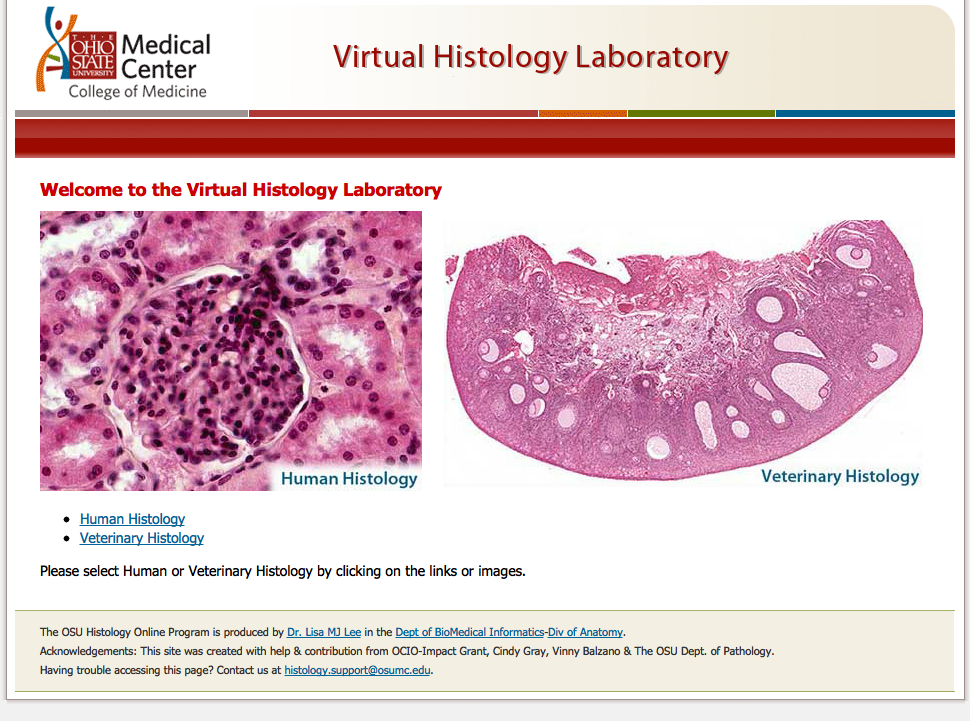 THE
OHIO
STATE
UNIVERSITY
Medical
Center
College of Medicine
Virtual Histology Laboratory
Welcome to the Virtual Histology Laboratory
Human Histology
Veterinary Histology
Human Histology
Veterinary Histology
Please select Human or Veterinary Histology by clicking on the links or images.
The OSU Histology Online Program is produced by Dr. Lisa MJ Lee in the Dept of BioMedical Informatics-Div of Anatomy.
Acknowledgements: This site was created with help & contribution from OCIO-Impact Grant, Cindy Gray, Vinny Balzano & The OSU Dept. of Pathology.
Having trouble accessing this page? Contact us at histology.support@osumc.edu.